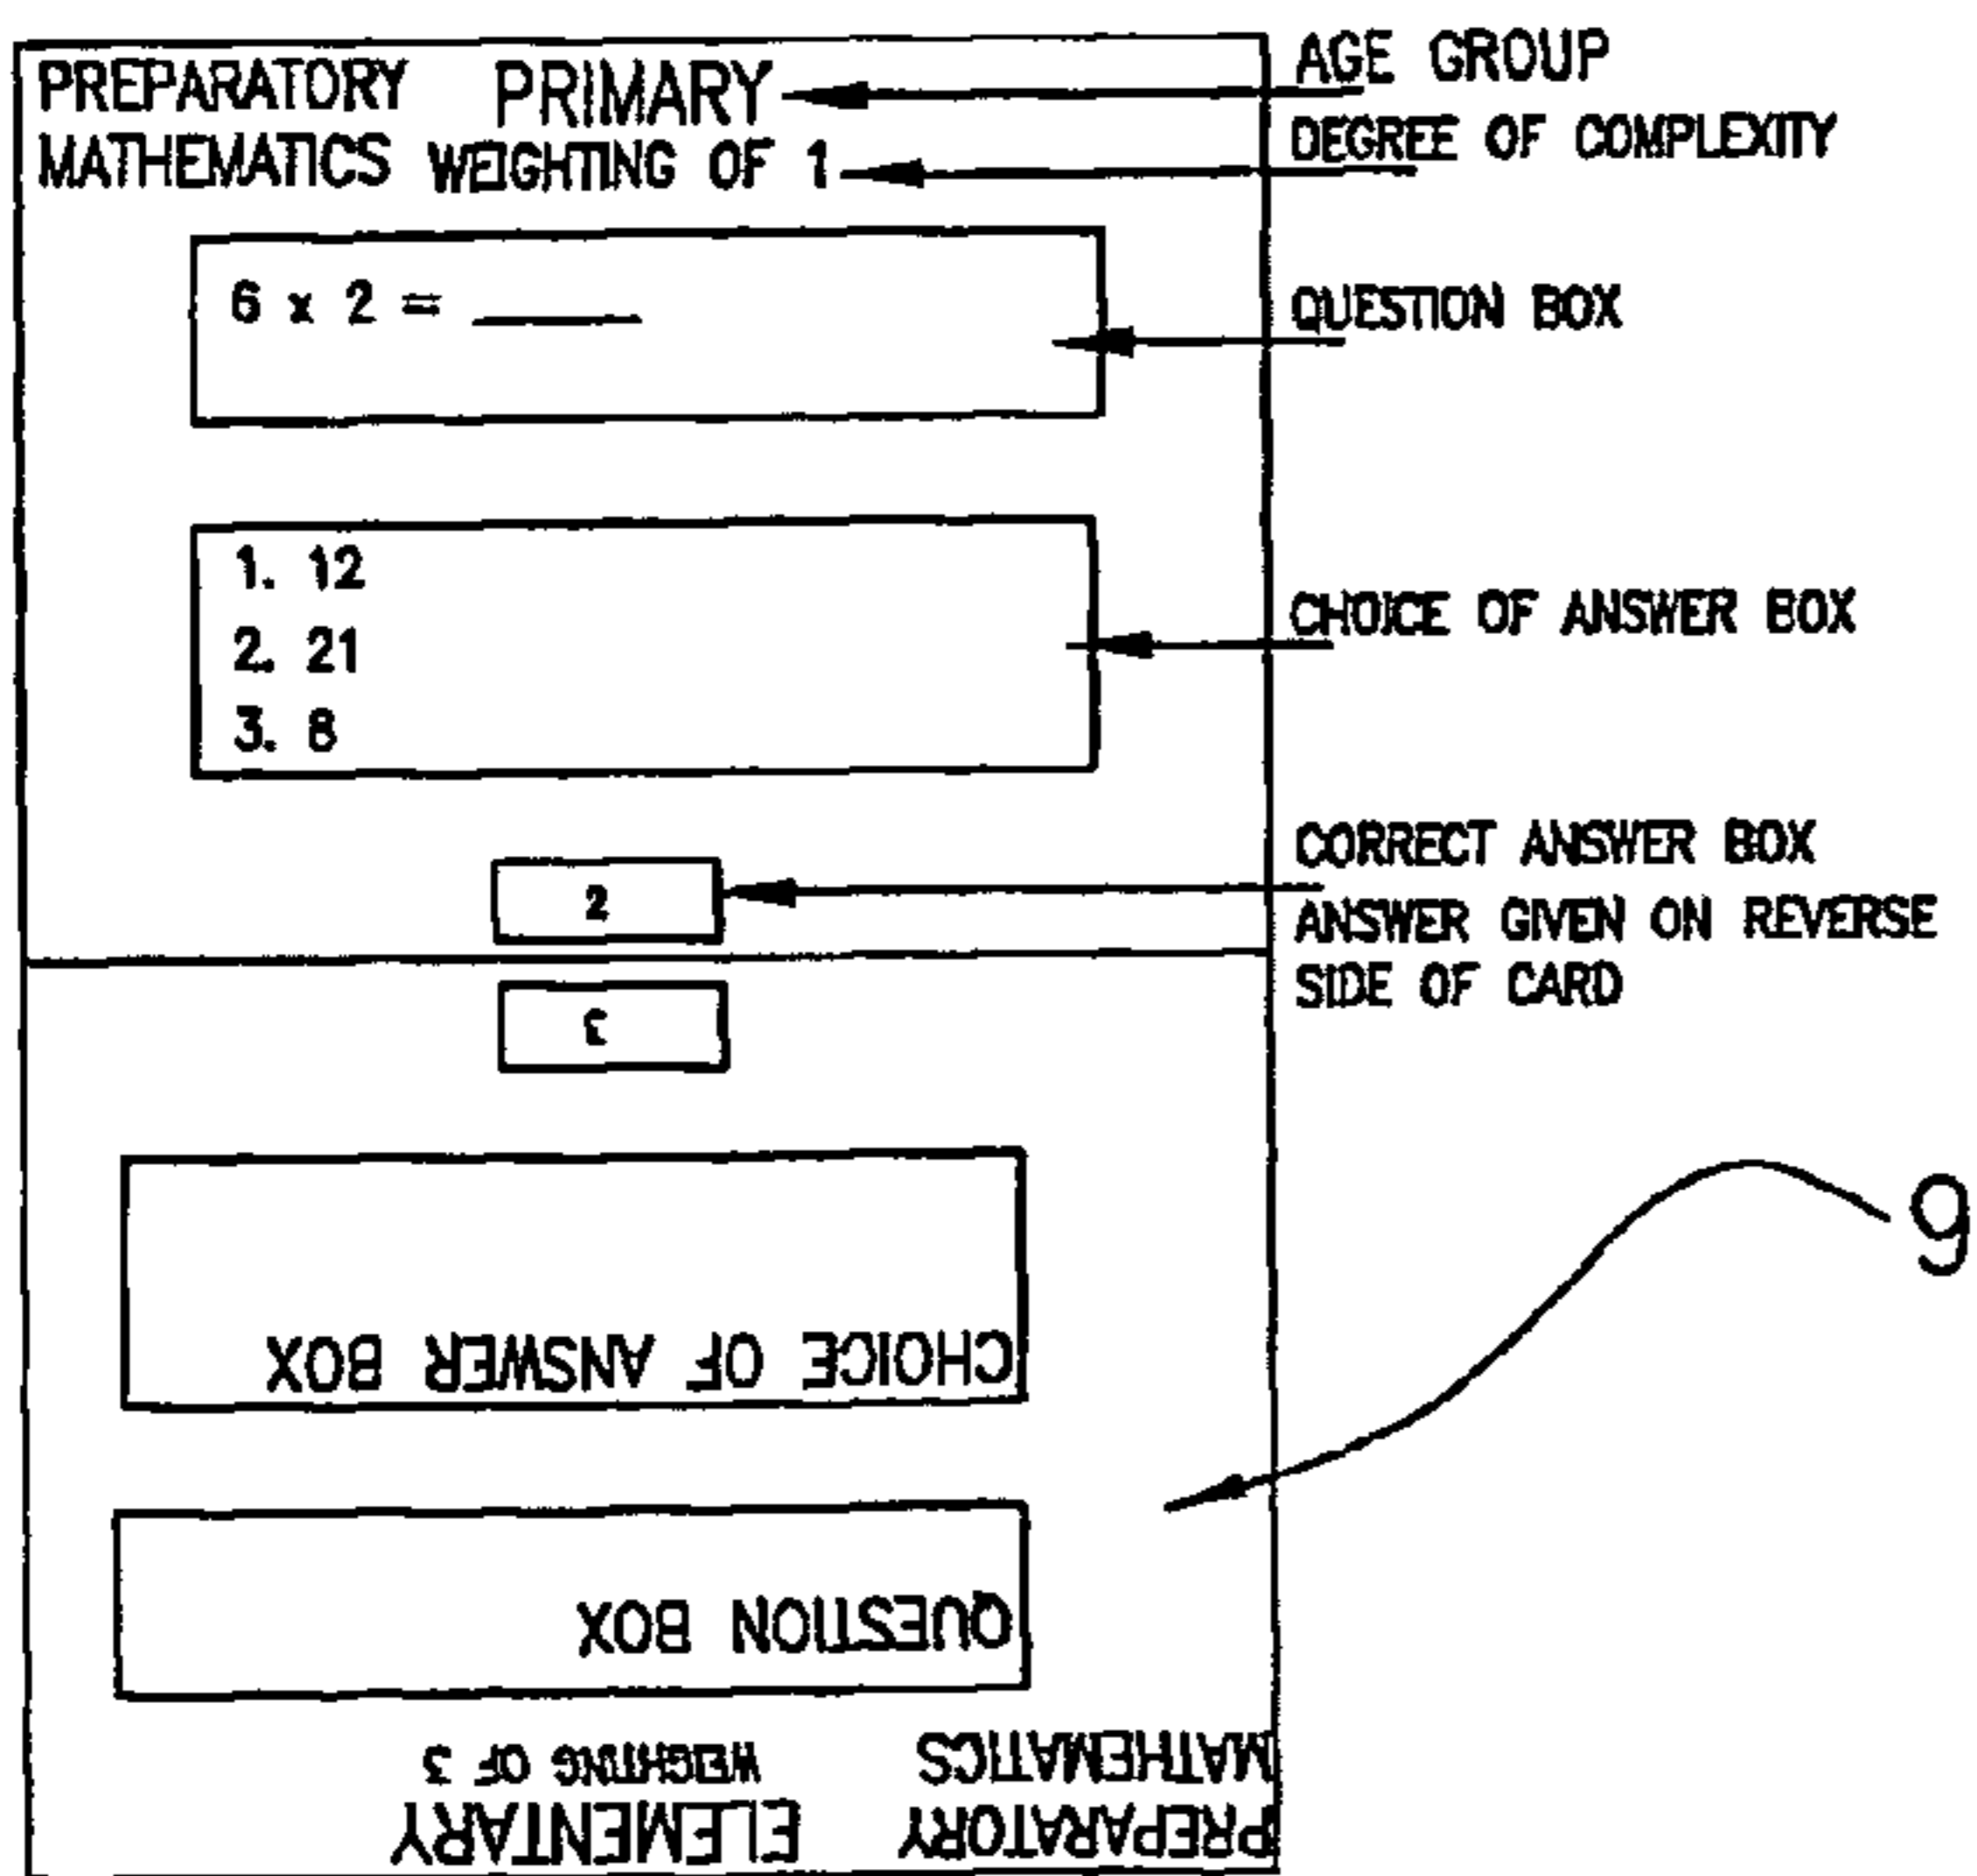 PREPARATORY PRIMARY
MATHEMATICS WEIGHTING OF 1
AGE GROUP
DEGREE OF COMPLEXITY
6 x 2 = ____
QUESTION BOX
1. 12
2. 21
3. 8
CHOICE OF ANSWER BOX
2
CORRECT ANSWER BOX
ANSWER GIVEN ON REVERSE
SIDE OF CARD
3
CHOICE OF ANSWER BOX
9
QUESTION BOX
MATHEMATICS WEIGHTING OF 3
PREPARATORY ELEMENTARY